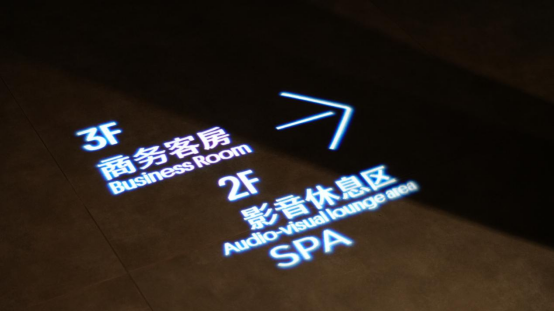 3F
商务客房
Business Room
2F
影音休息区
Audio-visual lounge area
SPA